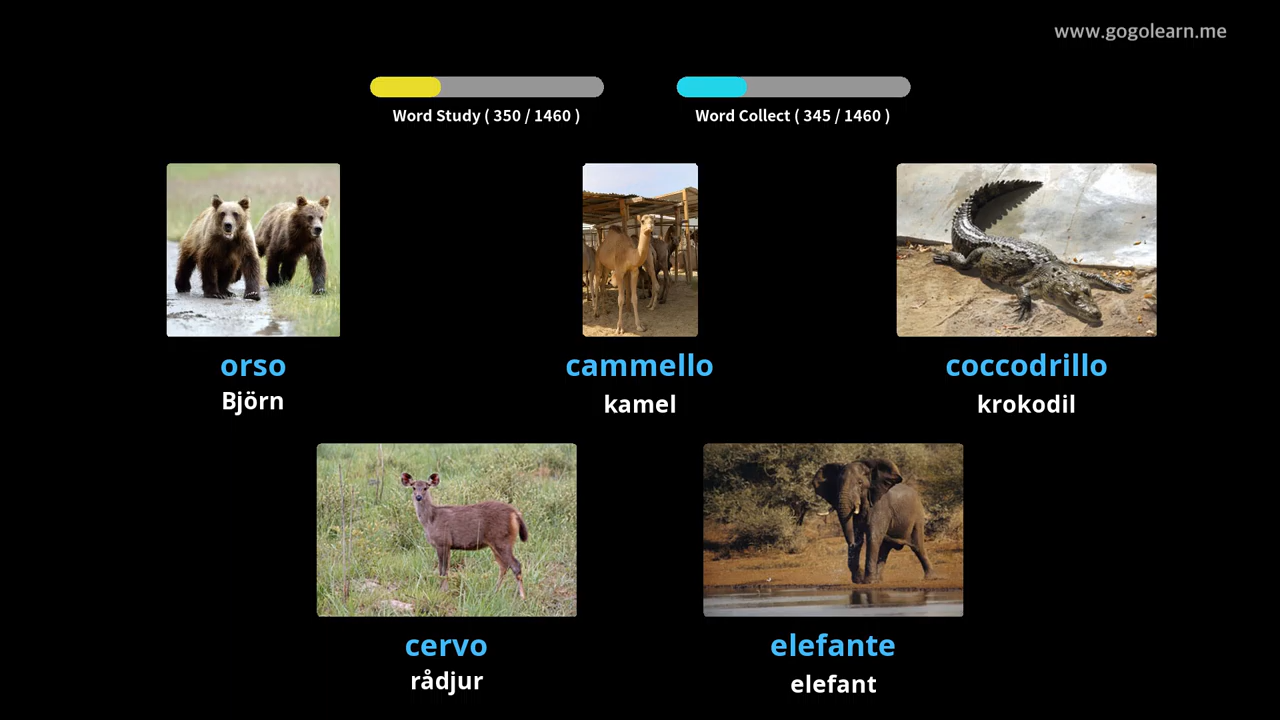 www.gogolearn.me
Word Study ( 350 / 1460 )
Word Collect ( 345 / 1460 )
orso
Björn
cammello
kamel
coccodrillo
krokodil
cervo
rådjur
elefante
elefant